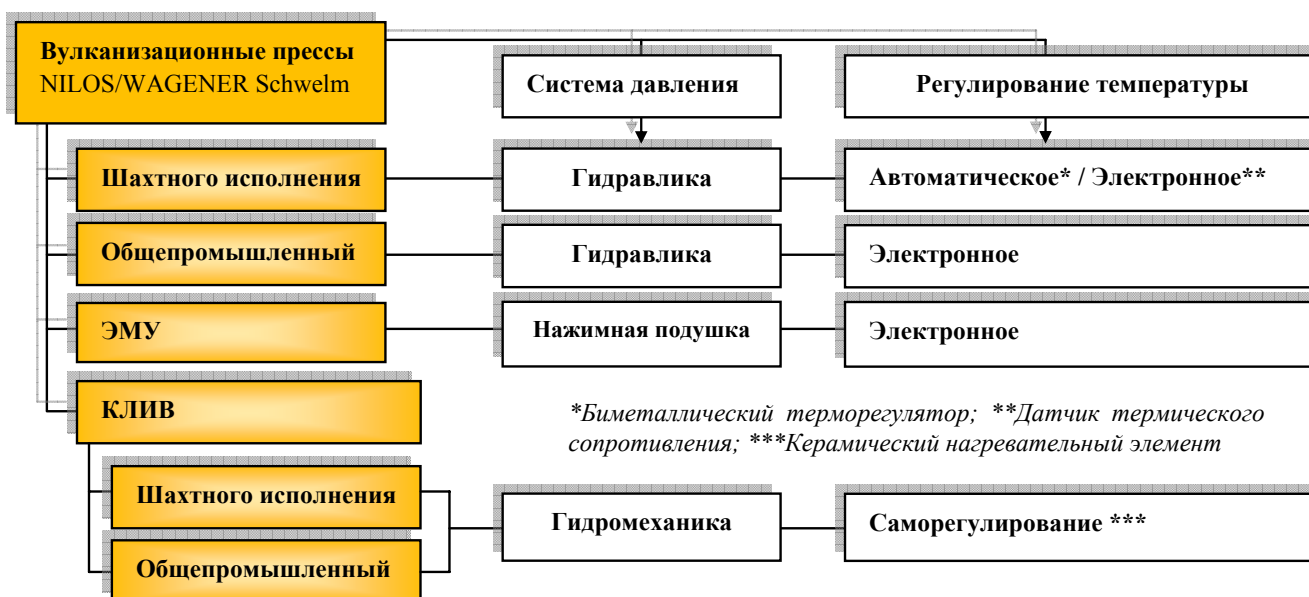 Вулканизационные прессы
NILOS/WAGENER Schwelm
Система давления
Регулирование температуры
Шахтного исполнения
Гидравлика
Автоматическое* / Электронное**
Общепромышленный
Гидравлика
Электронное
ЭМУ
Нажимная подушка
Электронное
КЛИВ
*Биметаллический терморегулятор; **Датчик термического
сопротивления; ***Керамический нагревательный элемент
Шахтного исполнения
Гидромеханика
Саморегулирование ***
Общепромышленный